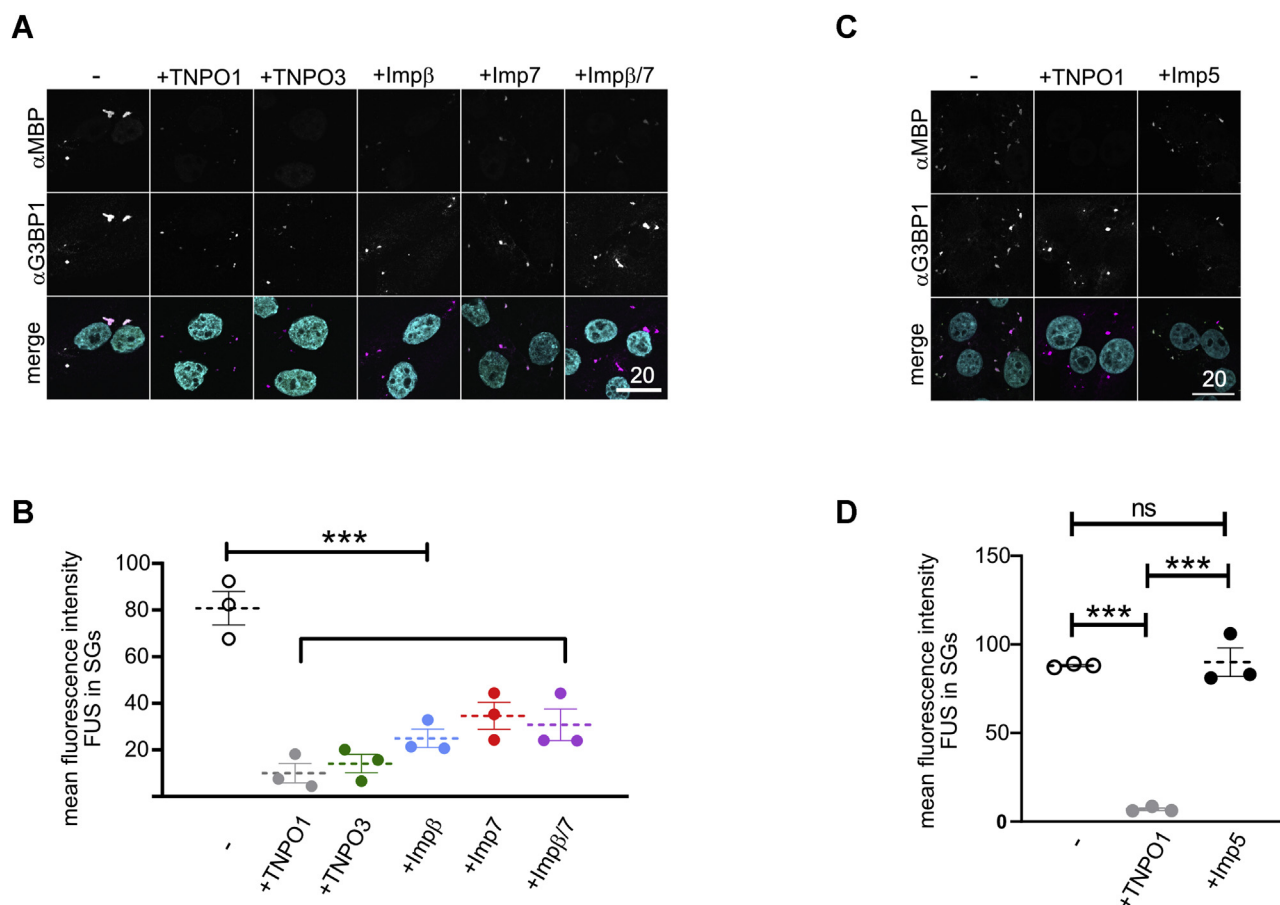 A
- +TNPO1 +TNPO3 +Impβ +Imp7 +Impβ/7
αMBP
αG3BP1
merge
20
C
- +TNPO1 +Imp5
αMBP
αG3BP1
merge
20
B
***
mean fluorescence intensity
FUS in SGs
100
80
60
40
20
- +TNPO1 +TNPO3 +Impβ +Imp7 +Impβ/7
D
ns
***
***
mean fluorescence intensity
FUS in SGs
150
100
50
0
- +TNPO1 +Imp5